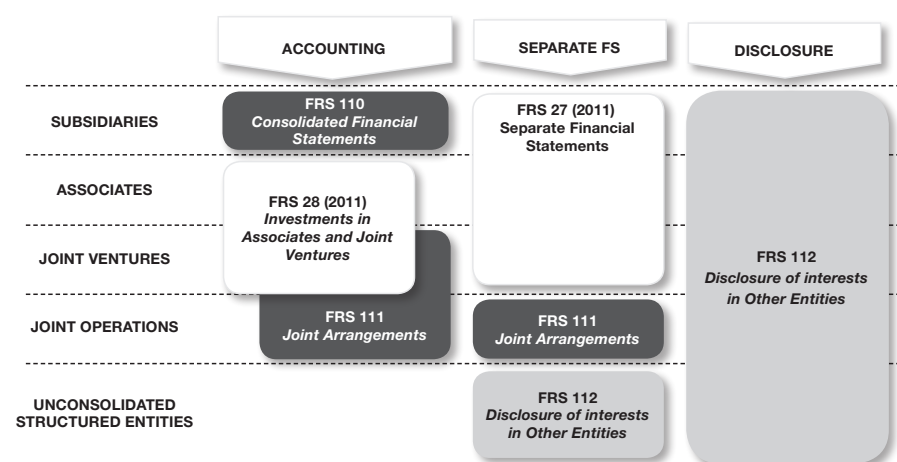 ACCOUNTING
SEPARATE FS
DISCLOSURE
SUBSIDIARIES
FRS 110
Consolidated Financial
Statements
FRS 27 (2011)
Separate Financial
Statements
ASSOCIATES
FRS 28 (2011)
Investments in
Associates and Joint
Ventures
JOINT VENTURES
FRS 112
Disclosure of interests
in Other Entities
JOINT OPERATIONS
FRS 111
Joint Arrangements
FRS 111
Joint Arrangements
UNCONSOLIDATED
STRUCTURED ENTITIES
FRS 112
Disclosure of interests
in Other Entities